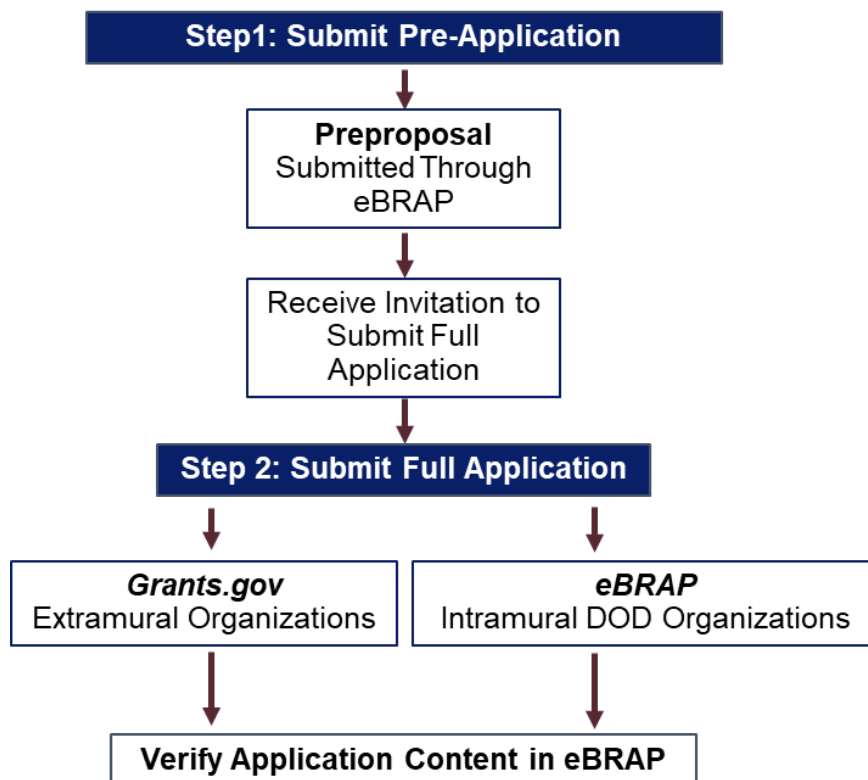 Step1: Submit Pre-Application
Preproposal
Submitted Through
eBRAP
Receive Invitation to
Submit Full
Application
Step 2: Submit Full Application
Grants.gov
Extramural Organizations
eBRAP
Intramural DOD Organizations
Verify Application Content in eBRAP